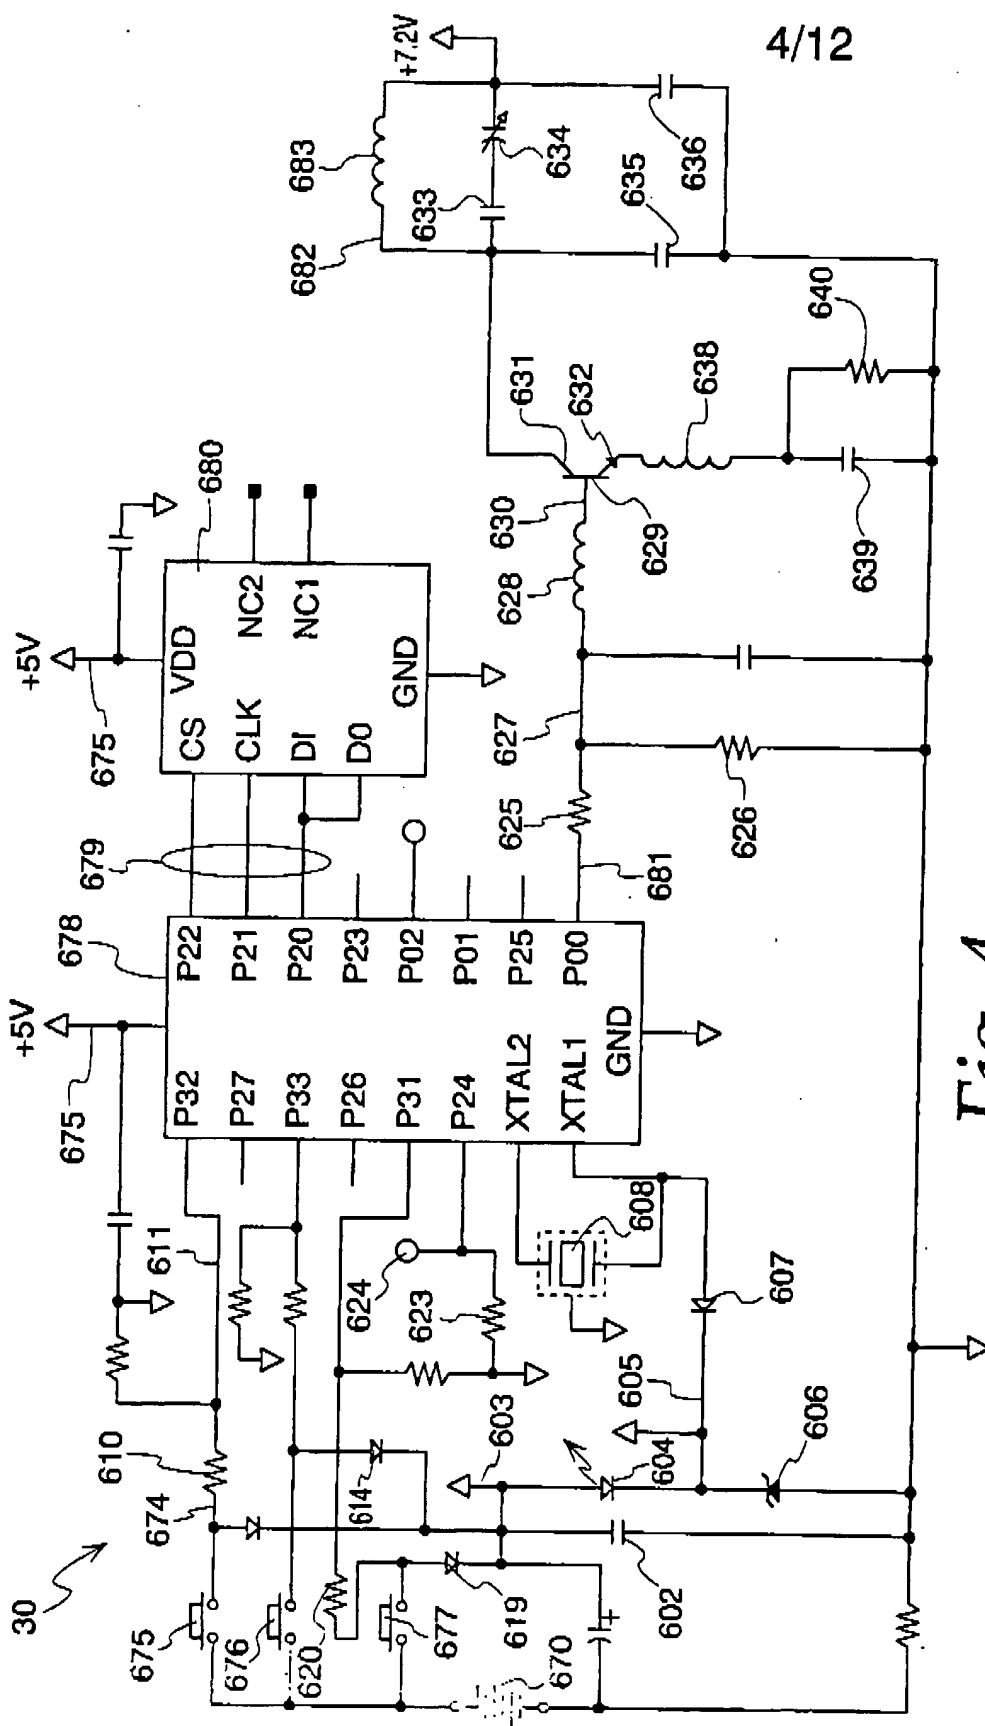 4/12
30
675
676
620
677
670
674
610
611
614
619
602
603
604
605
606
607
608
624
623
+5V
675
678
P32
P27
P33
P26
P31
P24
XTAL2
XTAL1
GND
P22
P21
P20
P23
P02
P01
P25
P00
679
+5V
675
680
CS
CLK
DI
D0
VDD
NC2
NC1
GND
681
625
626
627
628
630
629
631
632
638
639
640
682
683
633
634
635
636
+7.2V
Fig. 4